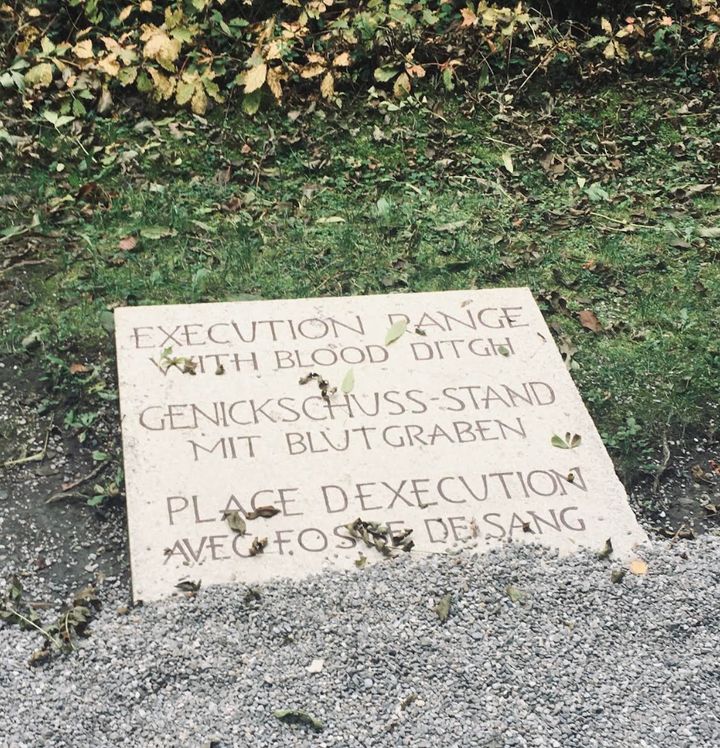 EXECUTION RANGE
WITH BLOOD DITCH
GENICKSCHUSS-STAND
MIT BLUTGRABEN
PLACE D'EXECUTION
AVEC FOSSE DE SANG